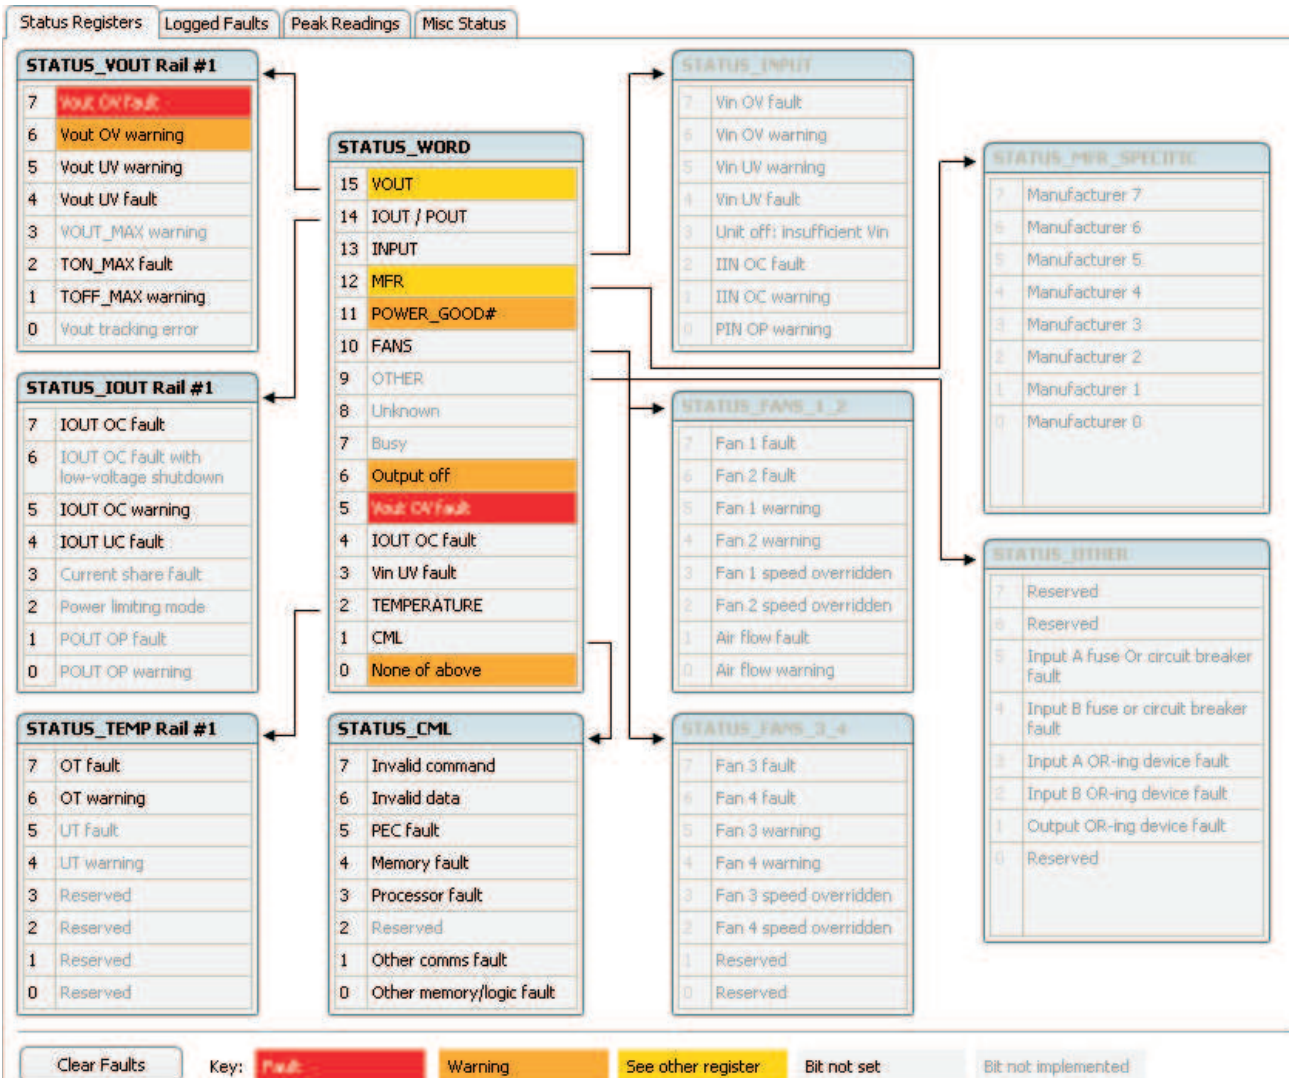 Status Registers
Logged Faults
Peak Readings
Misc Status
STATUS_VOUT Rail #1
7 Vout OV Fault
6 Vout OV warning
5 Vout UV warning
4 Vout UV fault
3 VOUT_MAX warning
2 TON_MAX fault
1 TOFF_MAX warning
0 Vout tracking error
STATUS_IOUT Rail #1
7 IOUT OC fault
6 IOUT OC fault with
low-voltage shutdown
5 IOUT OC warning
4 IOUT UC fault
3 Current share fault
2 Power limiting mode
1 POUT OP fault
0 POUT OP warning
STATUS_TEMP Rail #1
7 OT fault
6 OT warning
5 UT fault
4 UT warning
3 Reserved
2 Reserved
1 Reserved
0 Reserved
STATUS_WORD
15 VOUT
14 IOUT / POUT
13 INPUT
12 MFR
11 POWER_GOOD#
10 FANS
9 OTHER
8 Unknown
7 Busy
6 Output off
5 Vout OV fault
4 IOUT OC fault
3 Vin UV fault
2 TEMPERATURE
1 CML
0 None of above
STATUS_CML
7 Invalid command
6 Invalid data
5 PEC fault
4 Memory fault
3 Processor fault
2 Reserved
1 Other comms fault
0 Other memory/logic fault
STATUS_INPUT
7 Vin OV fault
6 Vin OV warning
5 Vin UV warning
4 Vin UV fault
3 Unit off: insufficient Vin
2 IIN OC fault
1 IIN OC warning
0 PIN OP warning
STATUS_FANS_1_2
7 Fan 1 fault
6 Fan 2 fault
5 Fan 1 warning
4 Fan 2 warning
3 Fan 1 speed overridden
2 Fan 2 speed overridden
1 Air flow fault
0 Air flow warning
STATUS_FANS_3_4
7 Fan 3 fault
6 Fan 4 fault
5 Fan 3 warning
4 Fan 4 warning
3 Fan 3 speed overridden
2 Fan 4 speed overridden
1 Reserved
0 Reserved
STATUS_MFR_SPECIFIC
7 Manufacturer 7
6 Manufacturer 6
5 Manufacturer 5
4 Manufacturer 4
3 Manufacturer 3
2 Manufacturer 2
1 Manufacturer 1
0 Manufacturer 0
STATUS_OTHER
7 Reserved
6 Reserved
5 Input A fuse Or circuit breaker
fault
4 Input B fuse or circuit breaker
fault
3 Input A OR-ing device fault
2 Input B OR-ing device fault
1 Output OR-ing device fault
0 Reserved
Clear Faults
Key:
Fault
Warning
See other register
Bit not set
Bit not implemented